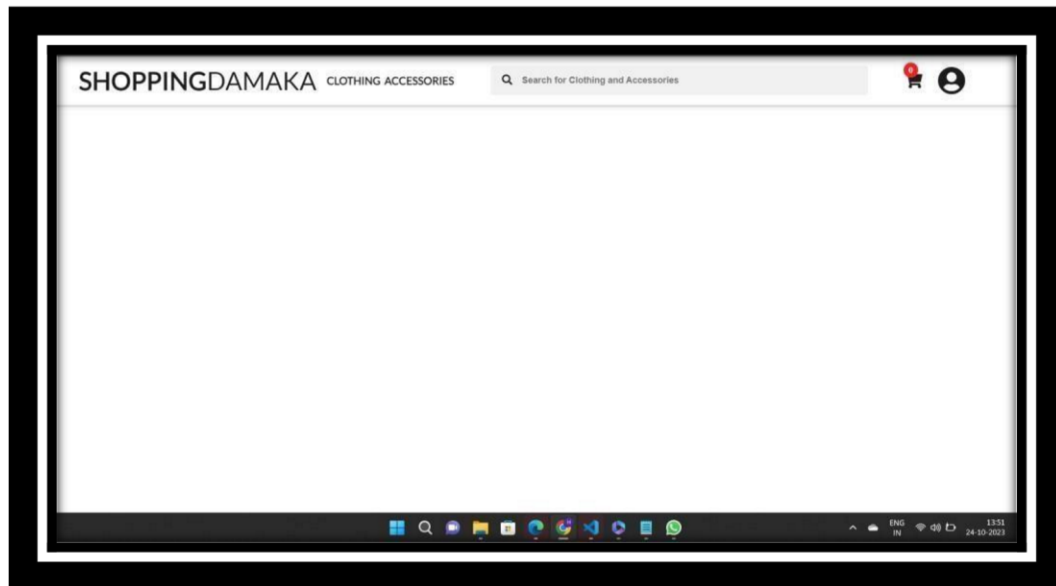 SHOPPINGDAMAKA CLOTHING ACCESSORIES Search for Clothing and Accessories 0
ENG 13:51
IN 24-10-2023